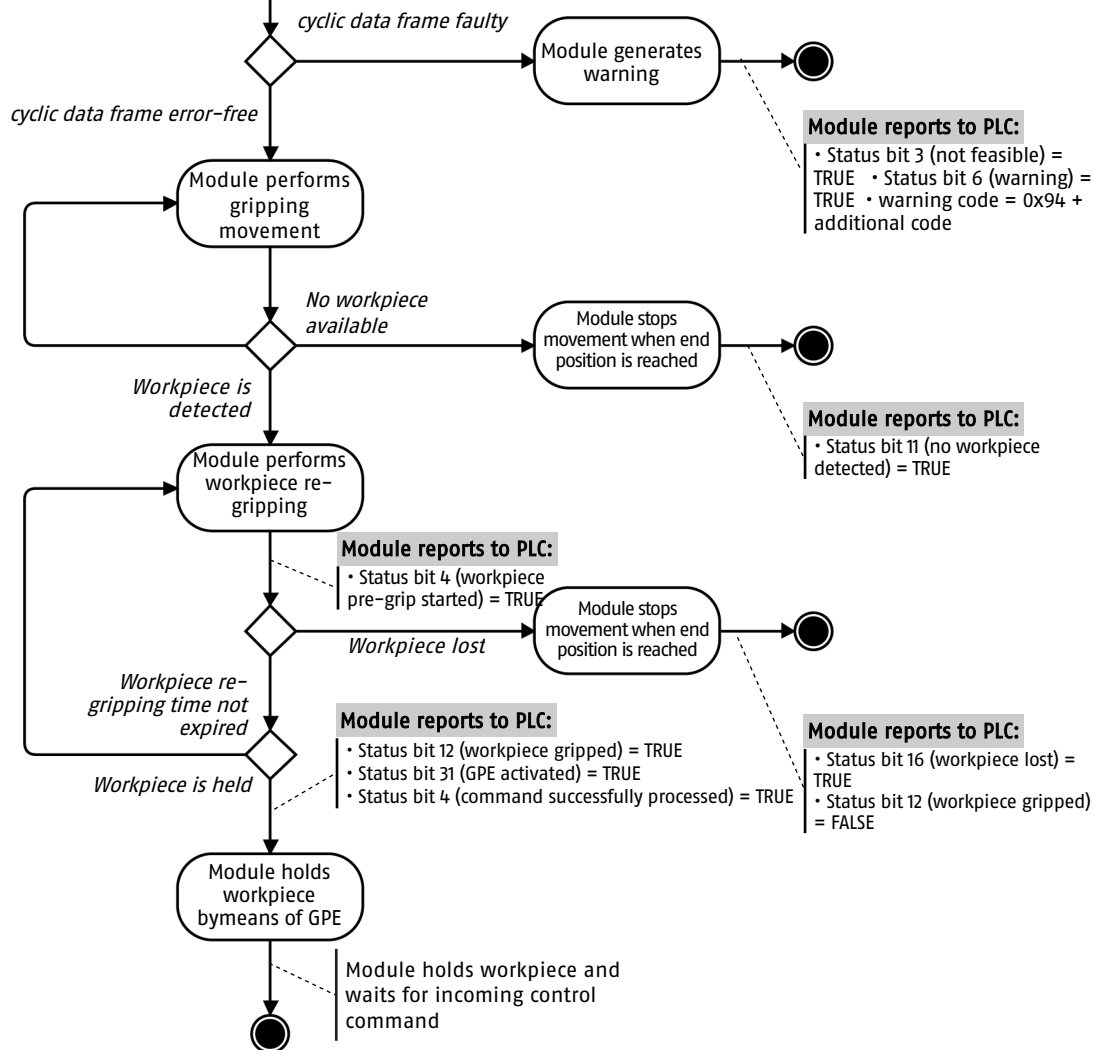 cyclic data frame faulty
Module generates
warning
cyclic data frame error-free
Module reports to PLC:
• Status bit 3 (not feasible) =
TRUE • Status bit 6 (warning) =
TRUE • warning code = 0x94 +
additional code
Module performs
gripping
movement
No workpiece
available
Module stops
movement when end
position is reached
Workpiece is
detected
Module reports to PLC:
• Status bit 11 (no workpiece
detected) = TRUE
Module performs
workpiece re-
gripping
Module reports to PLC:
• Status bit 4 (workpiece
pre-grip started) = TRUE
Module stops
movement when end
position is reached
Workpiece lost
Workpiece re-
gripping time not
expired
Module reports to PLC:
• Status bit 12 (workpiece gripped) = TRUE
• Status bit 31 (GPE activated) = TRUE
• Status bit 4 (command successfully processed) = TRUE
Module reports to PLC:
• Status bit 16 (workpiece lost) =
TRUE
• Status bit 12 (workpiece gripped)
= FALSE
Workpiece is held
Module holds
workpiece
bymeans of GPE
Module holds workpiece and
waits for incoming control
command